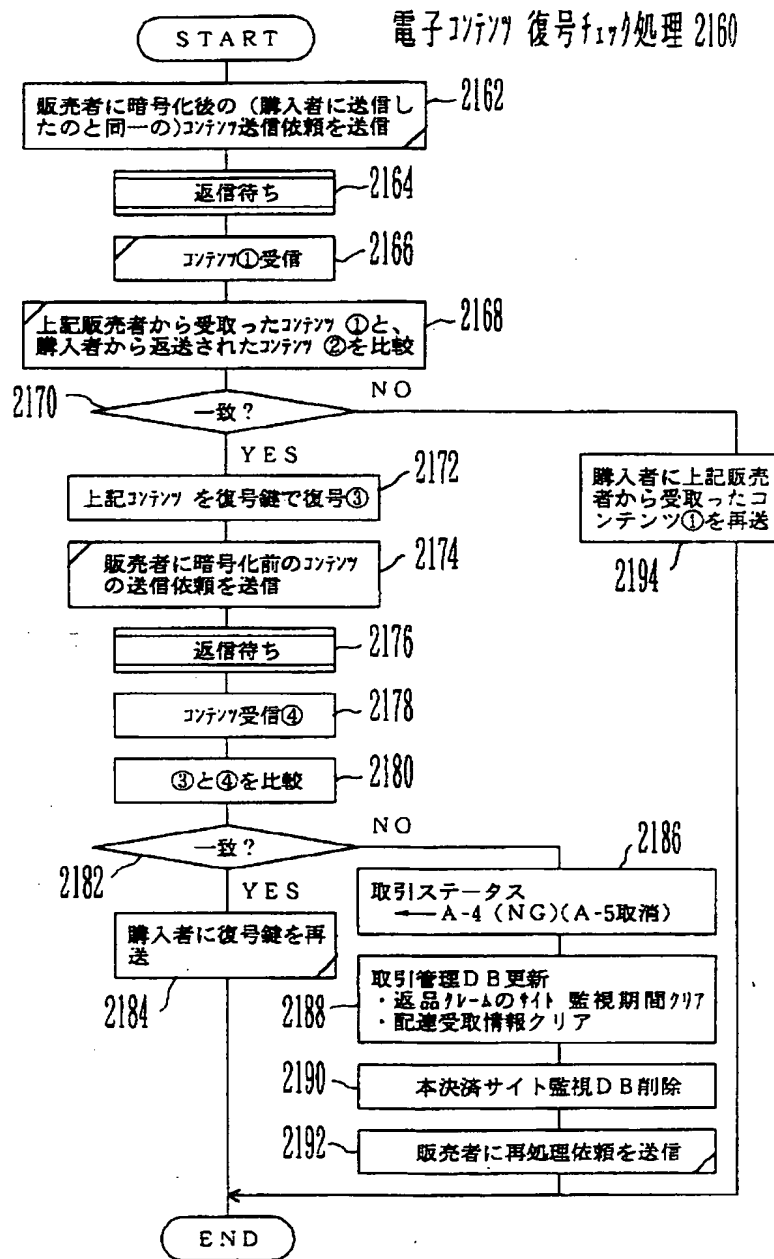 電子コンテンツ 復号チェック処理 2160
START
販売者に暗号化後の (購入者に送信し
たのと同一の)コンテンツ送信依頼を送信
2162
返信待ち
2164
コンテンツ①受信
2166
上記販売者から受取ったコンテンツ ①と、
購入者から返送されたコンテンツ ②を比較
2168
2170
一致?
NO
YES
上記コンテンツ を復号鍵で復号③
2172
購入者に上記販売
者から受取ったコ
ンテンツ①を再送
2194
販売者に暗号化前のコンテンツ
の送信依頼を送信
2174
返信待ち
2176
コンテンツ受信④
2178
③と④を比較
2180
一致?
NO
2182
YES
購入者に復号鍵を再
送
2184
2186
取引ステータス
←A-4 (NG)(A-5取消)
取引管理DB更新
・返品クレームのサイト 監視期間クリア
・配達受取情報クリア
2188
2190
本決済サイト監視DB削除
2192
販売者に再処理依頼を送信
END